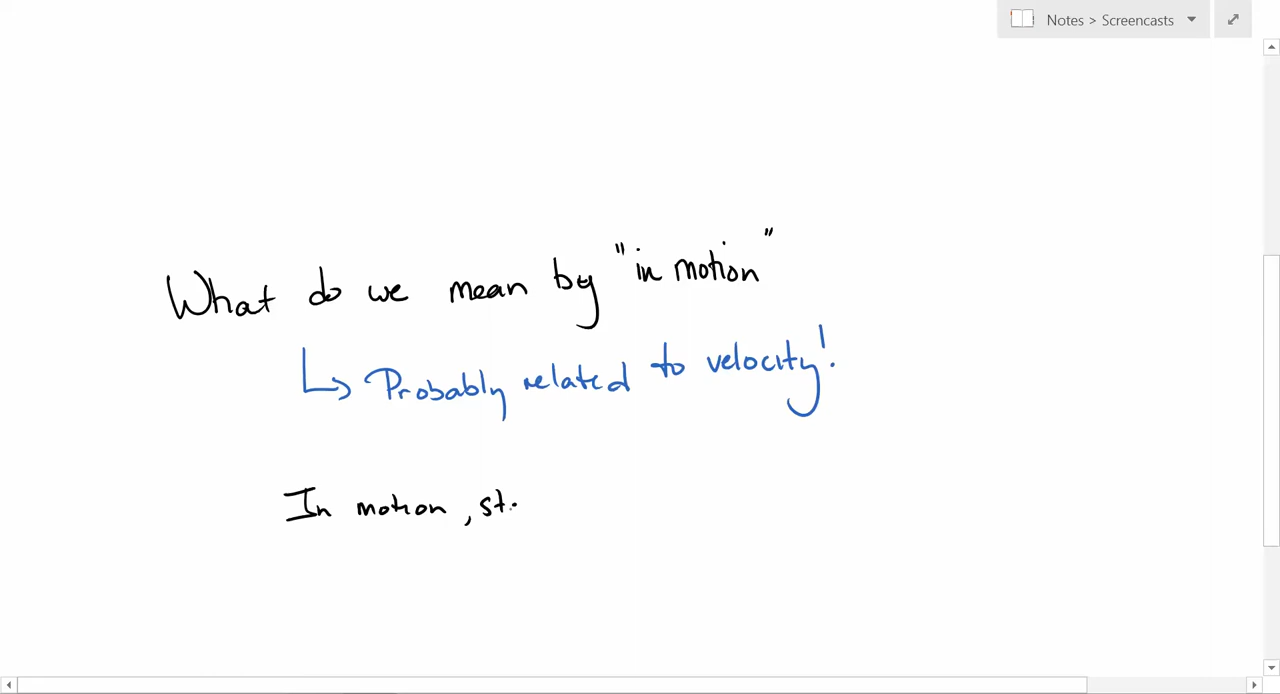 Notes > Screencasts
What do we mean by "in motion"
Probably related to velocity!
In motion, st